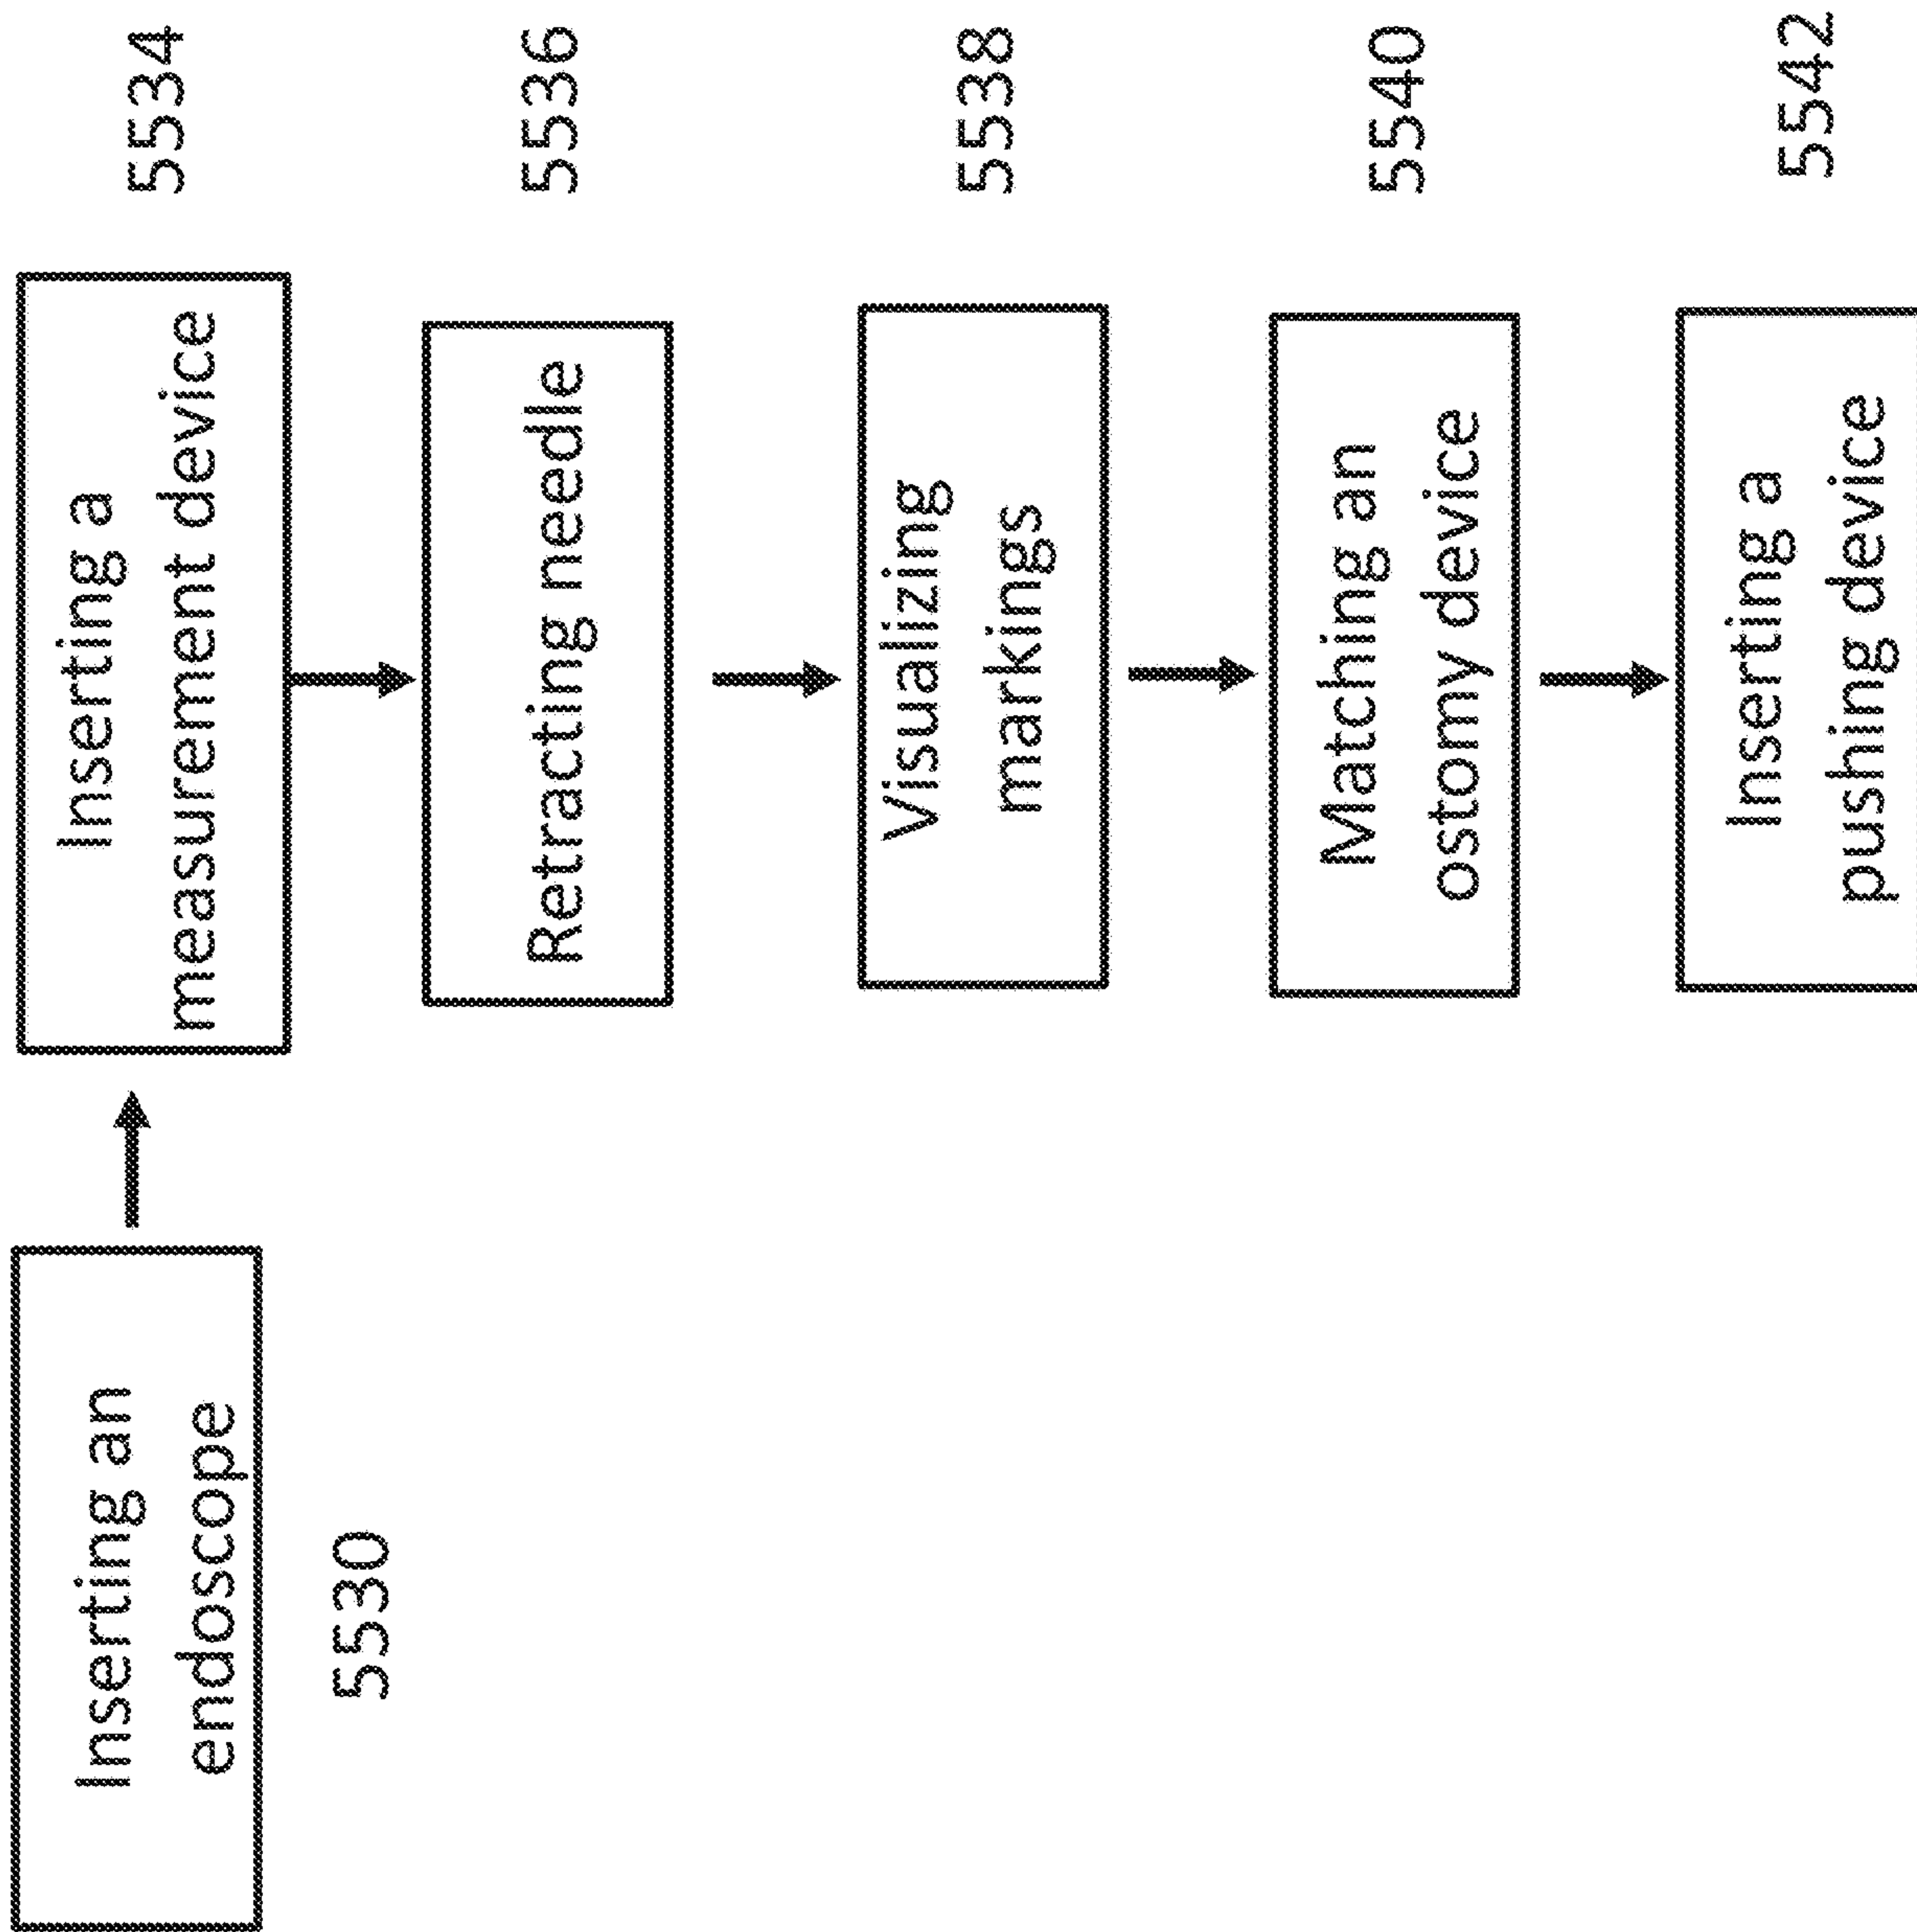 Inserting an
endoscope
5530
Inserting a
measurement device
5534
Retracting needle
5536
Visualizing
markings
5538
Matching an
ostomy device
5540
Inserting a
pushing device
5542